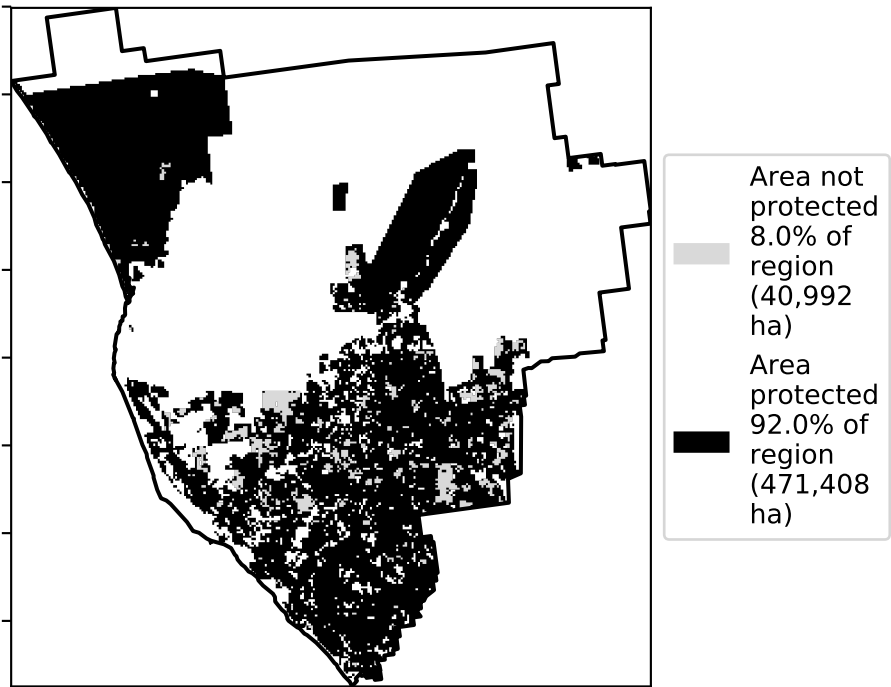 Area not
protected
8.0% of
region
(40,992
ha)
Area
protected
92.0% of
region
(471,408
ha)